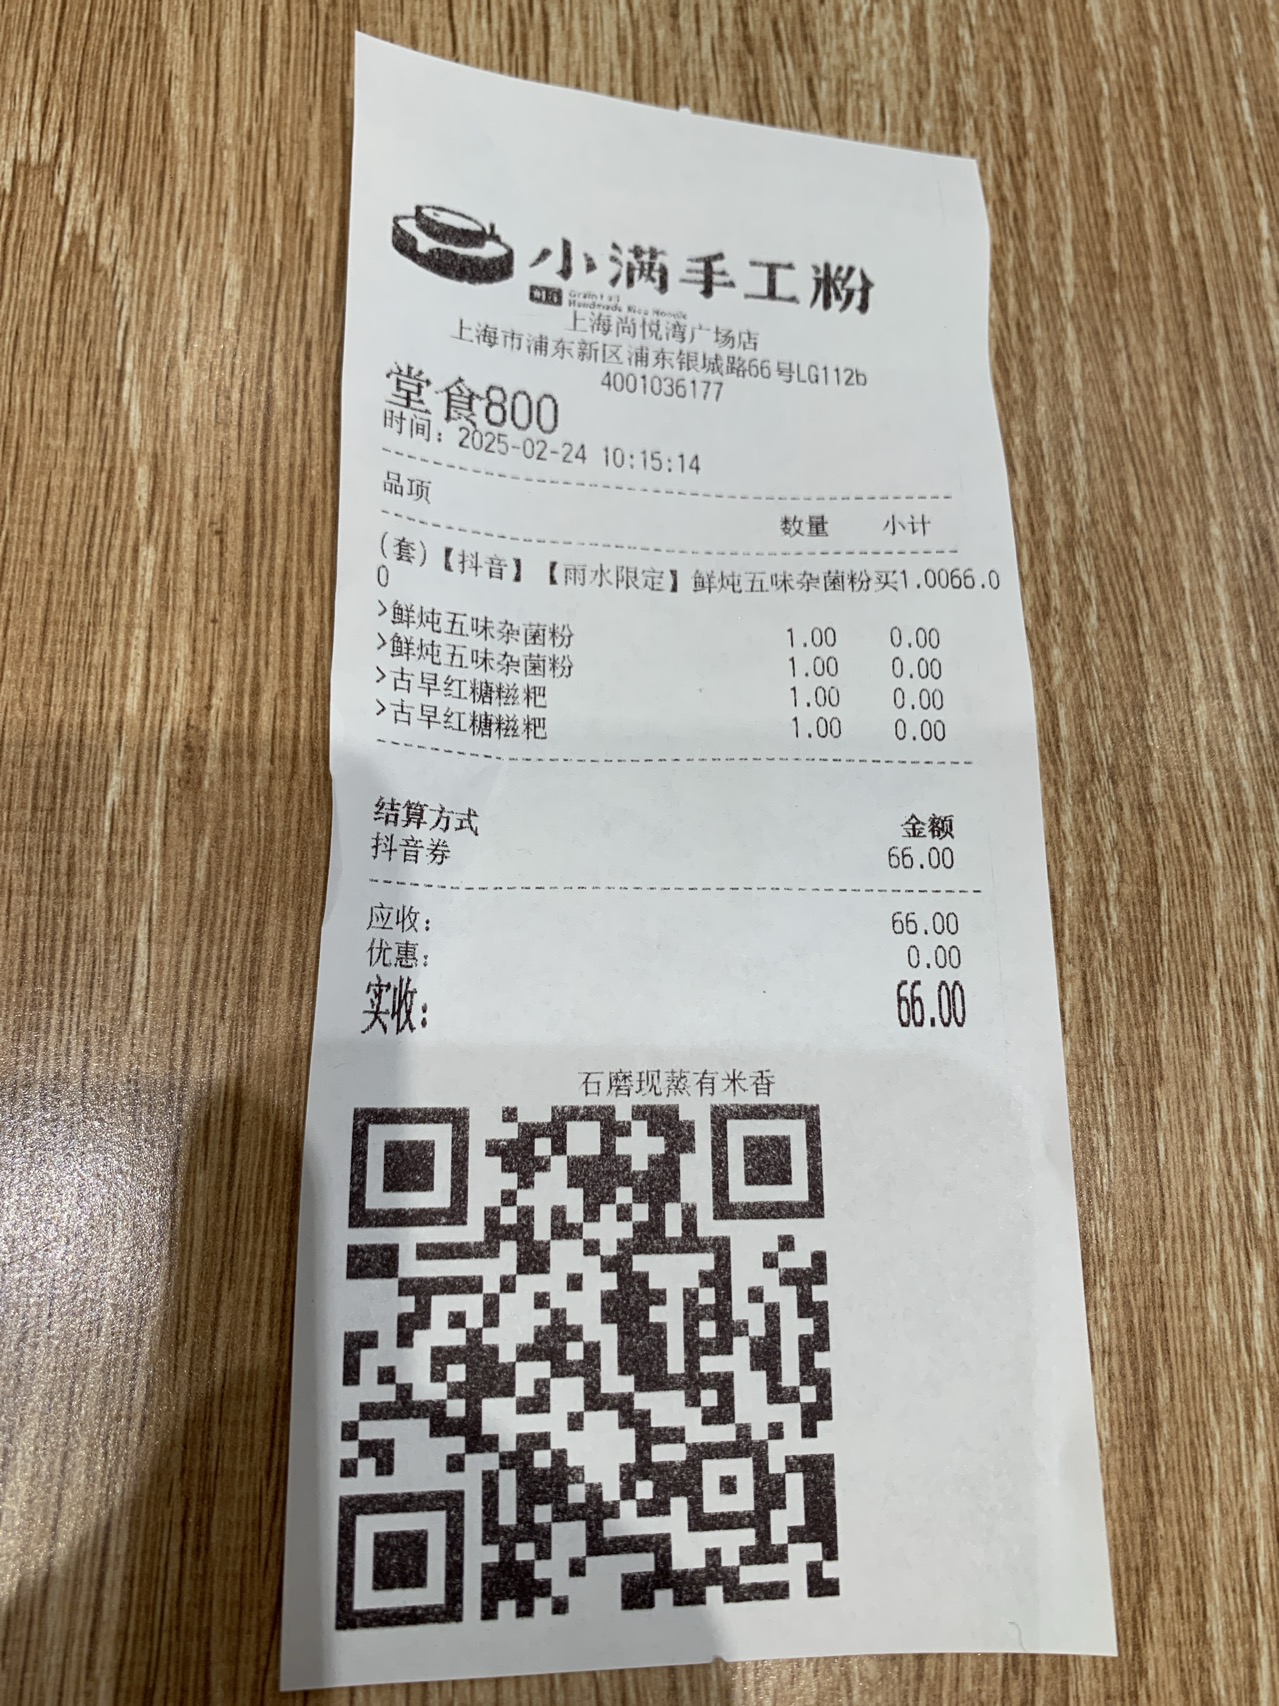 小满手工粉
Handmade Rice Noodle
上海尚悦湾广场店
上海市浦东新区浦东银城路66号LG112b
4001036177
堂食800
时间：2025-02-24 10:15:14
品项 数量 小计
(套)【抖音】【雨水限定】鲜炖五味杂菌粉买1.0066.0
0
>鲜炖五味杂菌粉 1.00 0.00
>鲜炖五味杂菌粉 1.00 0.00
>古早红糖糍粑 1.00 0.00
>古早红糖糍粑 1.00 0.00
结算方式 金额
抖音券 66.00
应收： 66.00
优惠： 0.00
实收： 66.00
石磨现蒸有米香